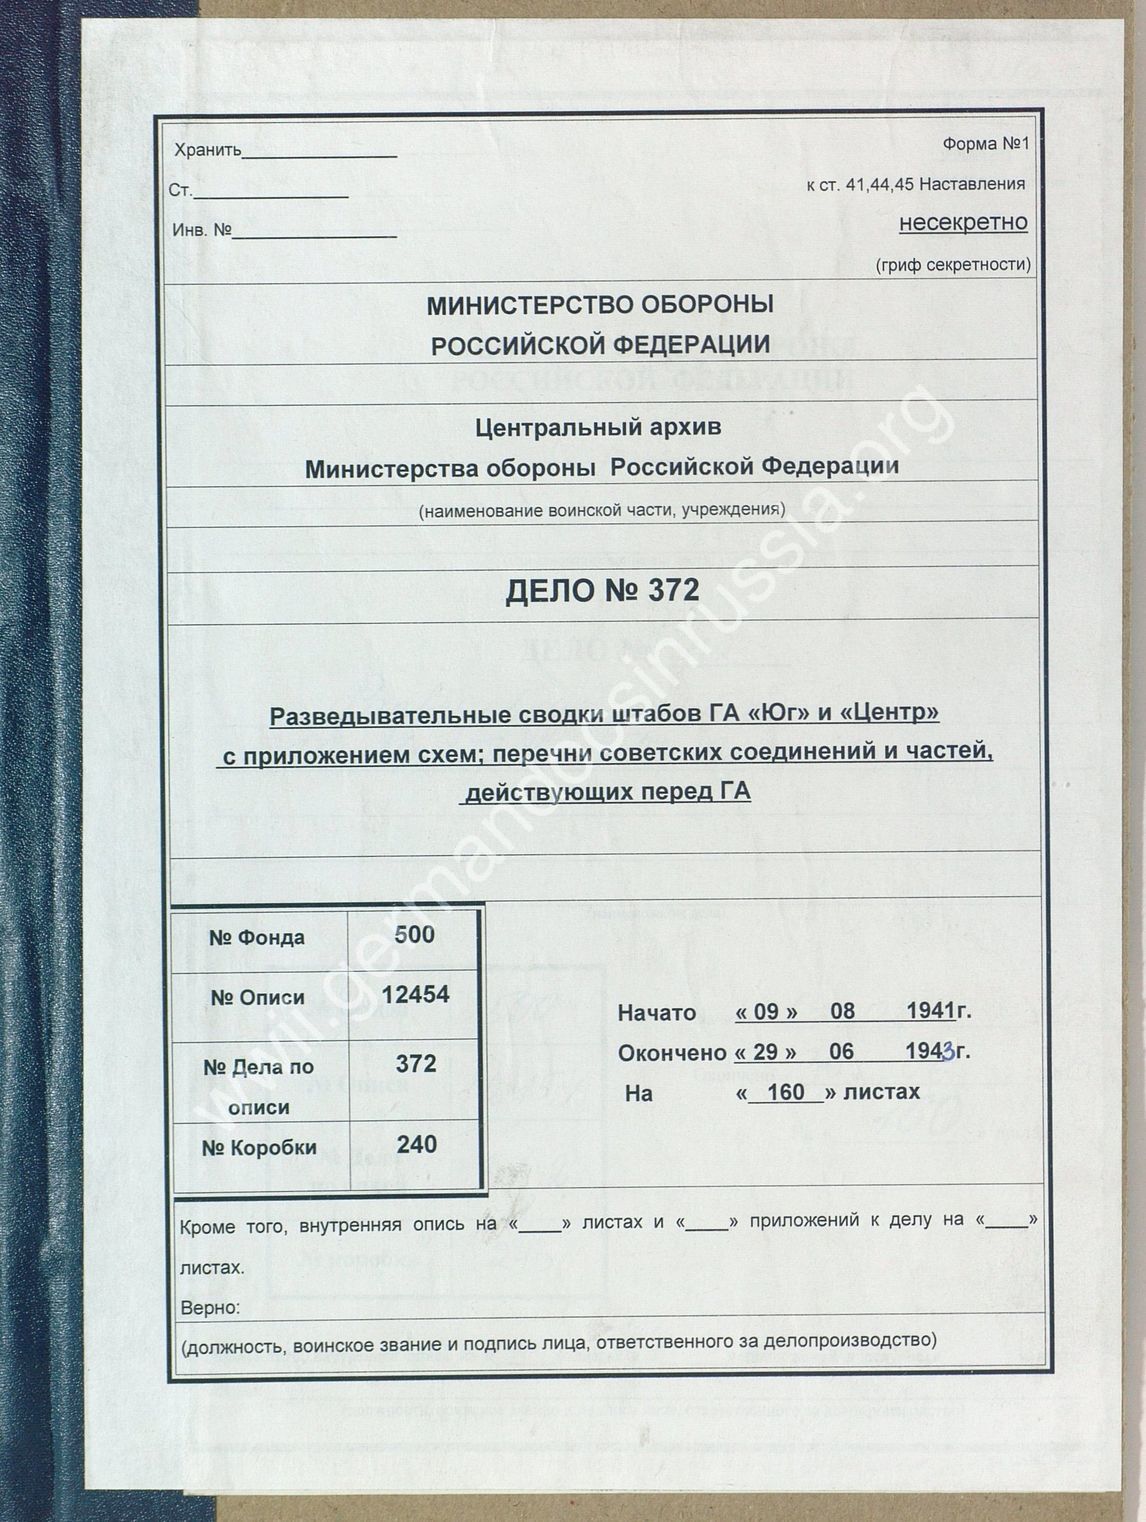 Хранить____________
Форма №1
Ст.____________
к ст. 41,44,45 Наставления
Инв. №____________
несекретно
(гриф секретности)
МИНИСТЕРСТВО ОБОРОНЫ
РОССИЙСКОЙ ФЕДЕРАЦИИ
Центральный архив
Министерства обороны Российской Федерации
(наименование воинской части, учреждения)
ДЕЛО № 372
Разведывательные сводки штабов ГА «Юг» и «Центр»
с приложением схем; перечни советских соединений и частей,
действующих перед ГА
№ Фонда 500
№ Описи 12454
№ Дела по описи 372
№ Коробки 240
Начато « 09 » 08 1941г.
Окончено « 29 » 06 1943г.
На « 160 » листах
Кроме того, внутренняя опись на «____» листах и «____» приложений к делу на «____»
листах.
Верно:
(должность, воинское звание и подпись лица, ответственного за делопроизводство)
wwii.germandocsinrussia.org